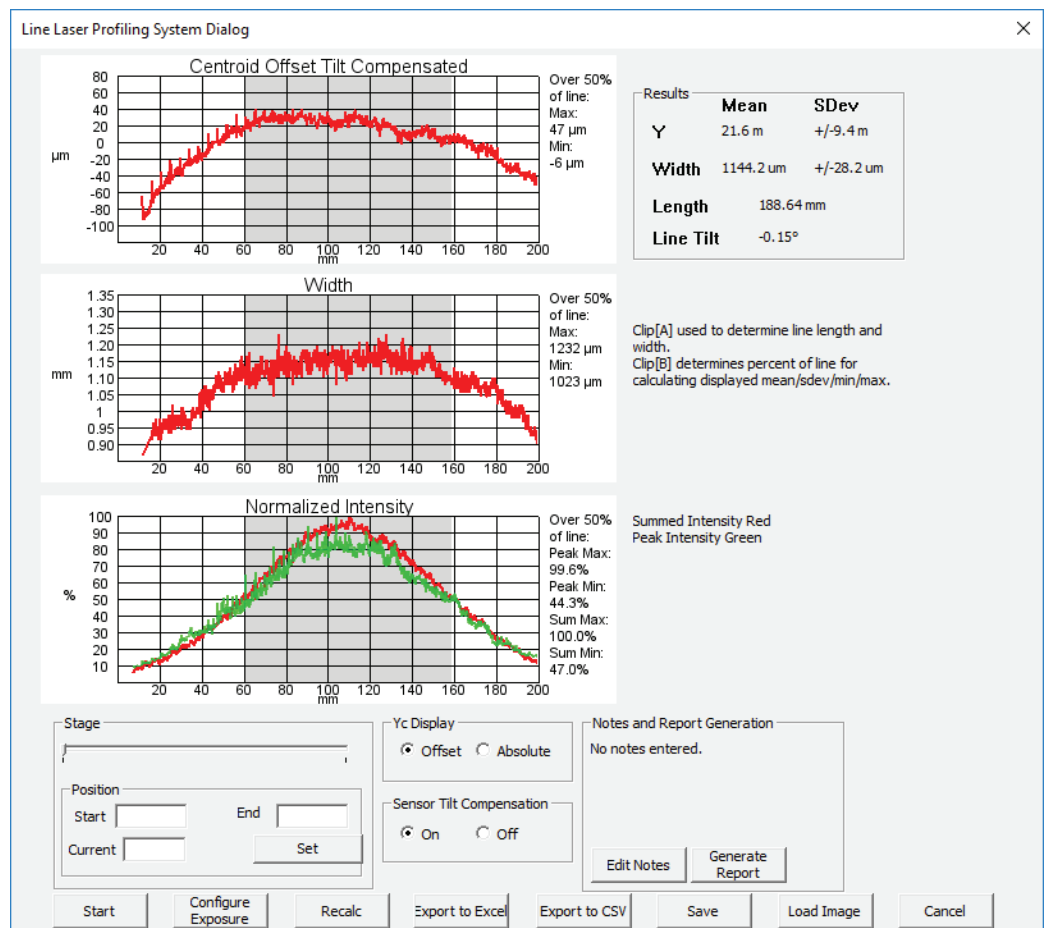 Line Laser Profiling System Dialog
Centroid Offset Tilt Compensated
80
60
40
20
0
-20
-40
-60
-80
-100
µm
20 40 60 80 100 120 140 160 180 200
mm
Over 50%
of line:
Max:
47 µm
Min:
-6 µm
Results
Mean SDev
Y 21.6 m +/-9.4 m
Width 1144.2 um +/-28.2 um
Length 188.64 mm
Line Tilt -0.15°
Width
1.35
1.30
1.25
1.20
1.15
1.10
1.05
1
0.95
0.90
mm
20 40 60 80 100 120 140 160 180 200
mm
Over 50%
of line:
Max:
1232 µm
Min:
1023 µm
Clip[A] used to determine line length and
width.
Clip[B] determines percent of line for
calculating displayed mean/sdev/min/max.
Normalized Intensity
100
90
80
70
60
50
40
30
20
10
%
20 40 60 80 100 120 140 160 180 200
mm
Over 50%
of line:
Peak Max:
99.6%
Peak Min:
44.3%
Sum Max:
100.0%
Sum Min:
47.0%
Summed Intensity Red
Peak Intensity Green
Stage
Position
Start End
Current Set
Yc Display
Offset Absolute
Sensor Tilt Compensation
On Off
Notes and Report Generation
No notes entered.
Edit Notes
Generate
Report
Start
Configure
Exposure
Recalc
Export to Excel
Export to CSV
Save
Load Image
Cancel